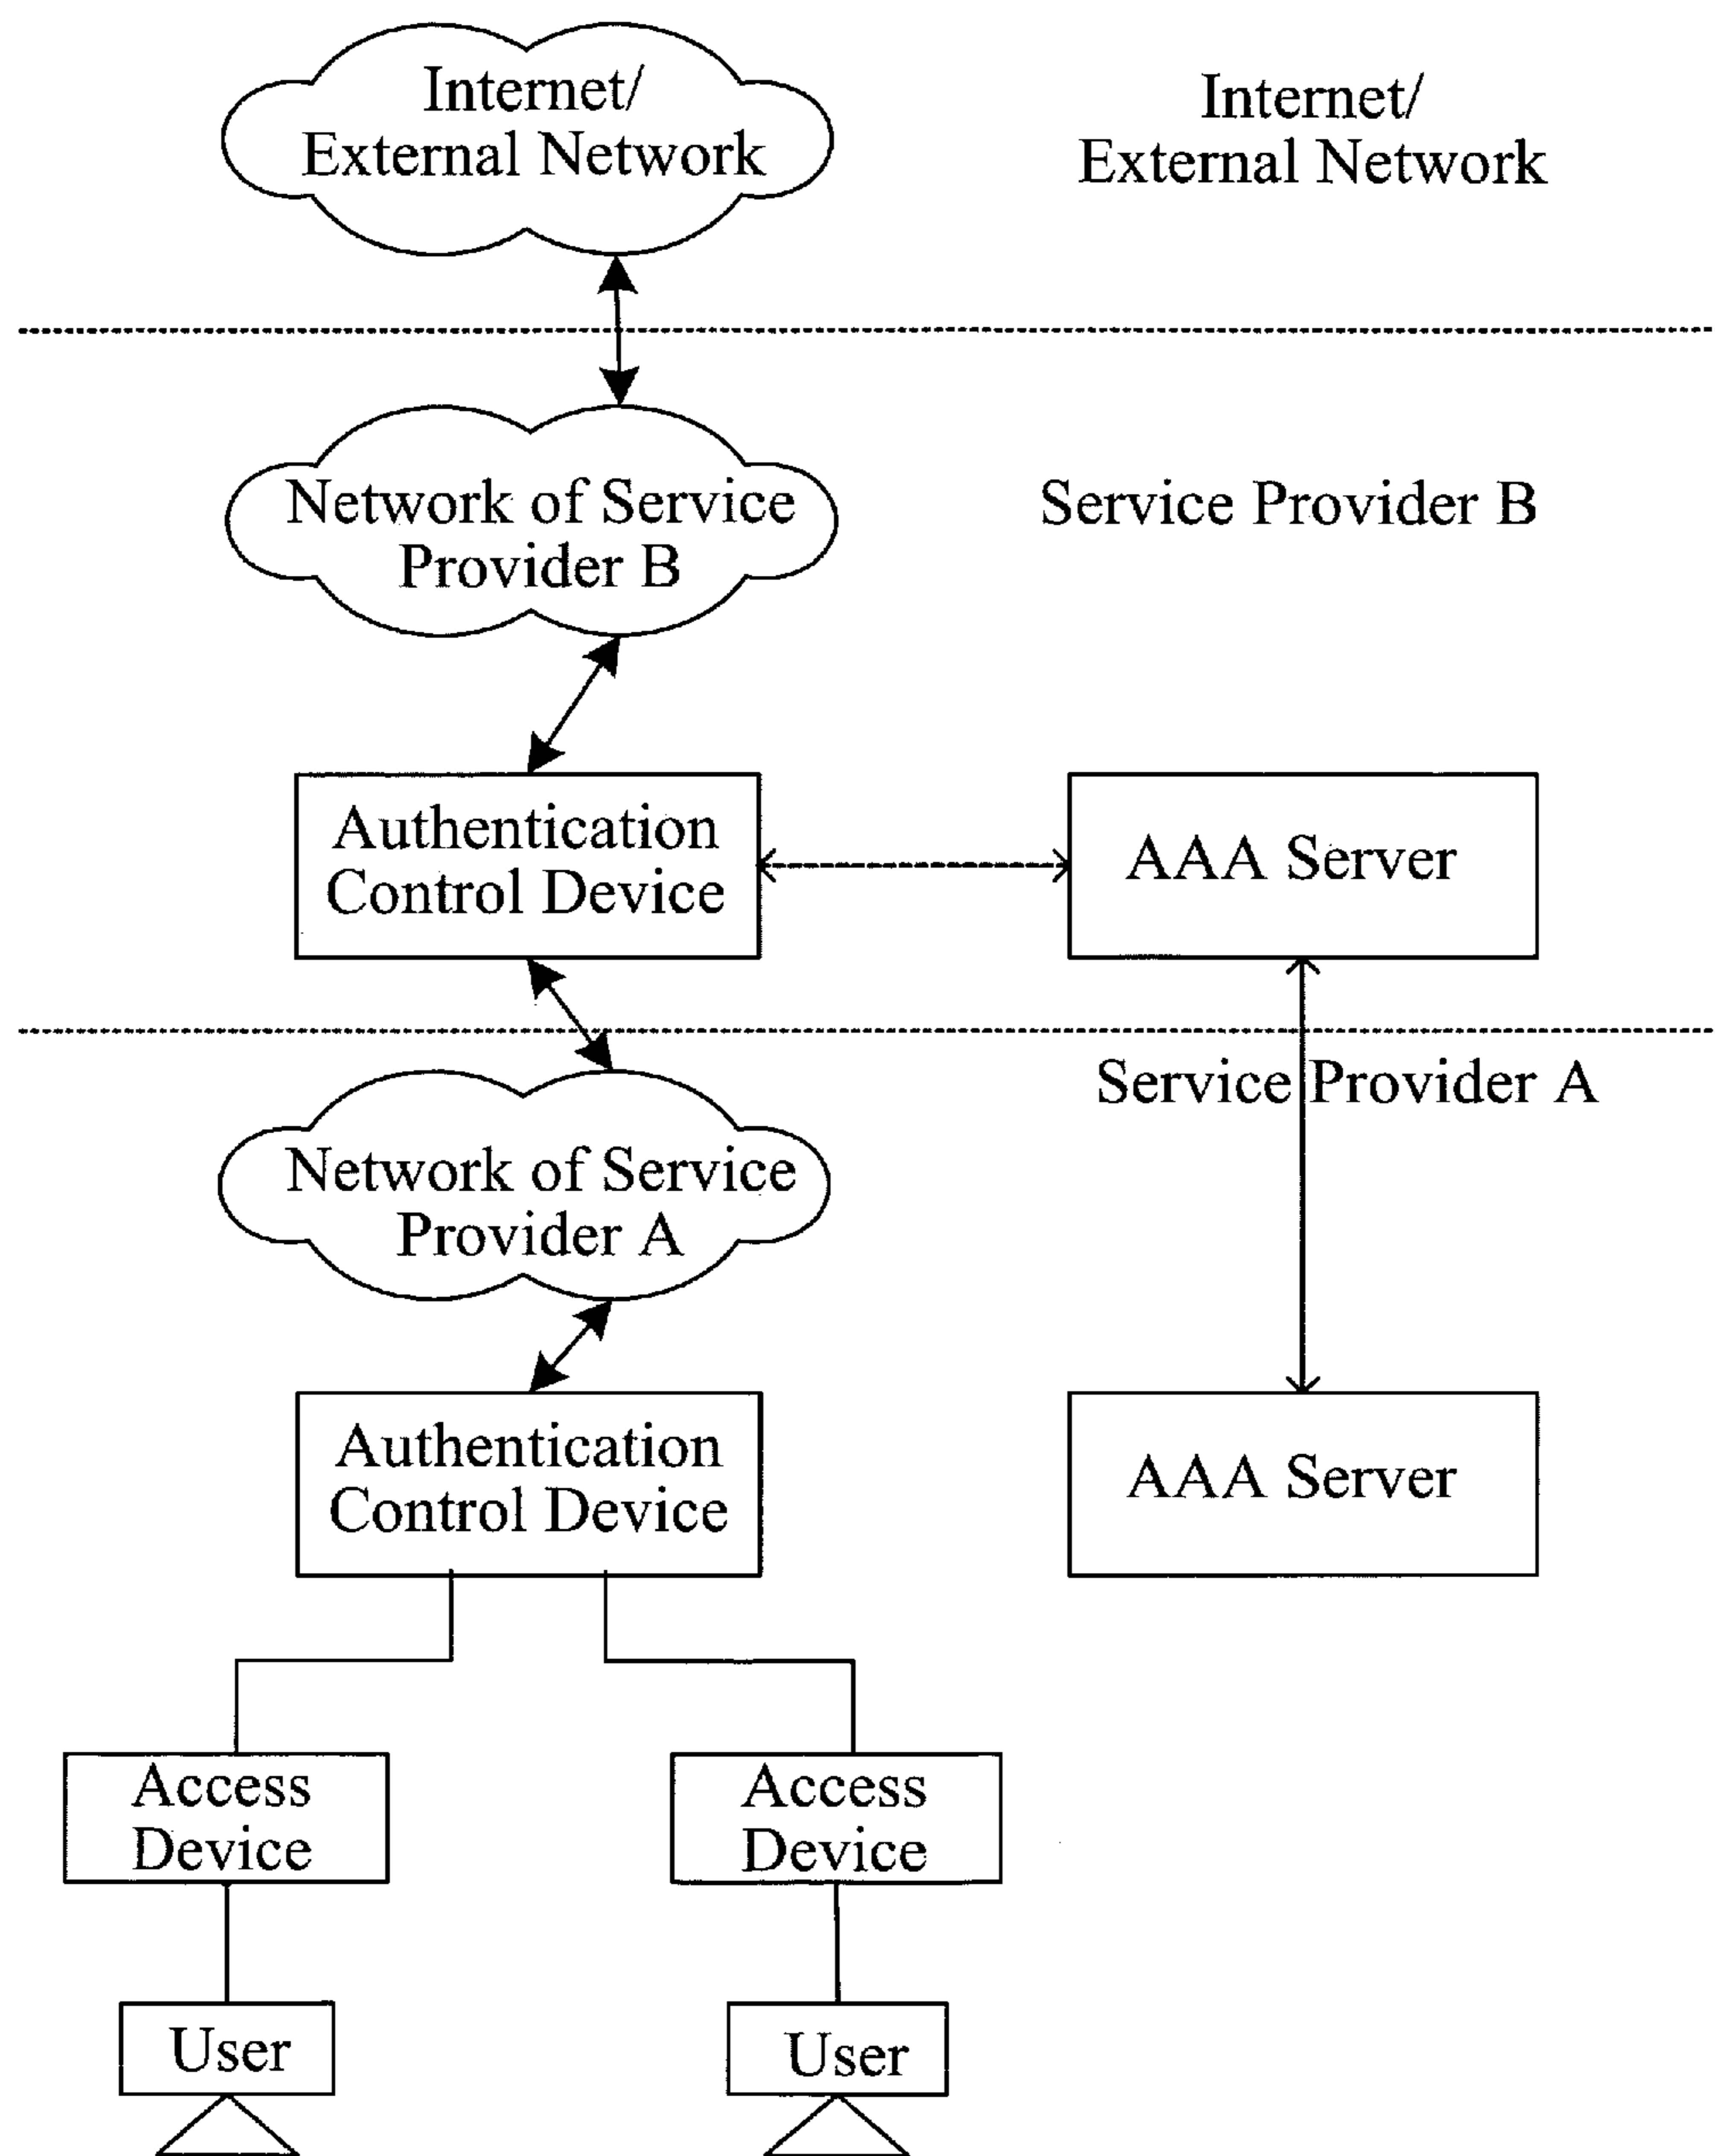 Internet/
External Network
Internet/
External Network
Network of Service
Provider B
Service Provider B
Authentication
Control Device
AAA Server
Service Provider A
Network of Service
Provider A
Authentication
Control Device
AAA Server
Access
Device
Access
Device
User
User